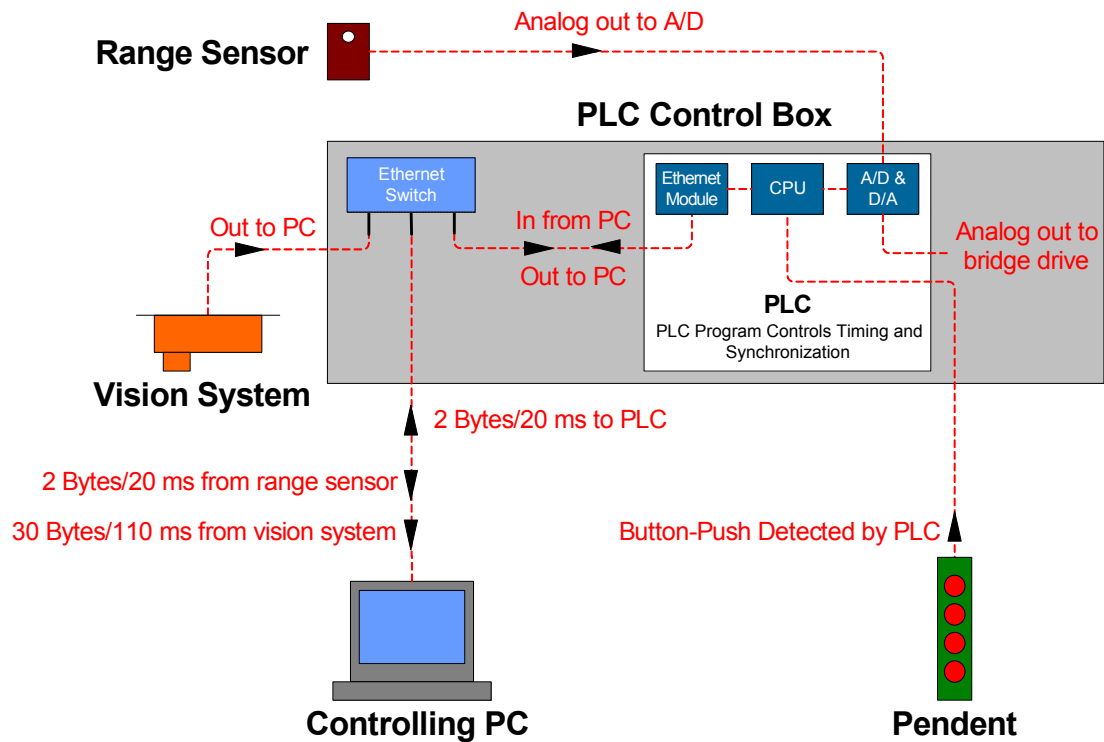 Analog out to A/D
Range Sensor
PLC Control Box
Ethernet
Switch
Ethernet
Module
CPU
A/D &
D/A
Out to PC
In from PC
Out to PC
Analog out to
bridge drive
PLC
PLC Program Controls Timing and
Synchronization
Vision System
2 Bytes/20 ms to PLC
2 Bytes/20 ms from range sensor
30 Bytes/110 ms from vision system
Button-Push Detected by PLC
Controlling PC
Pendent